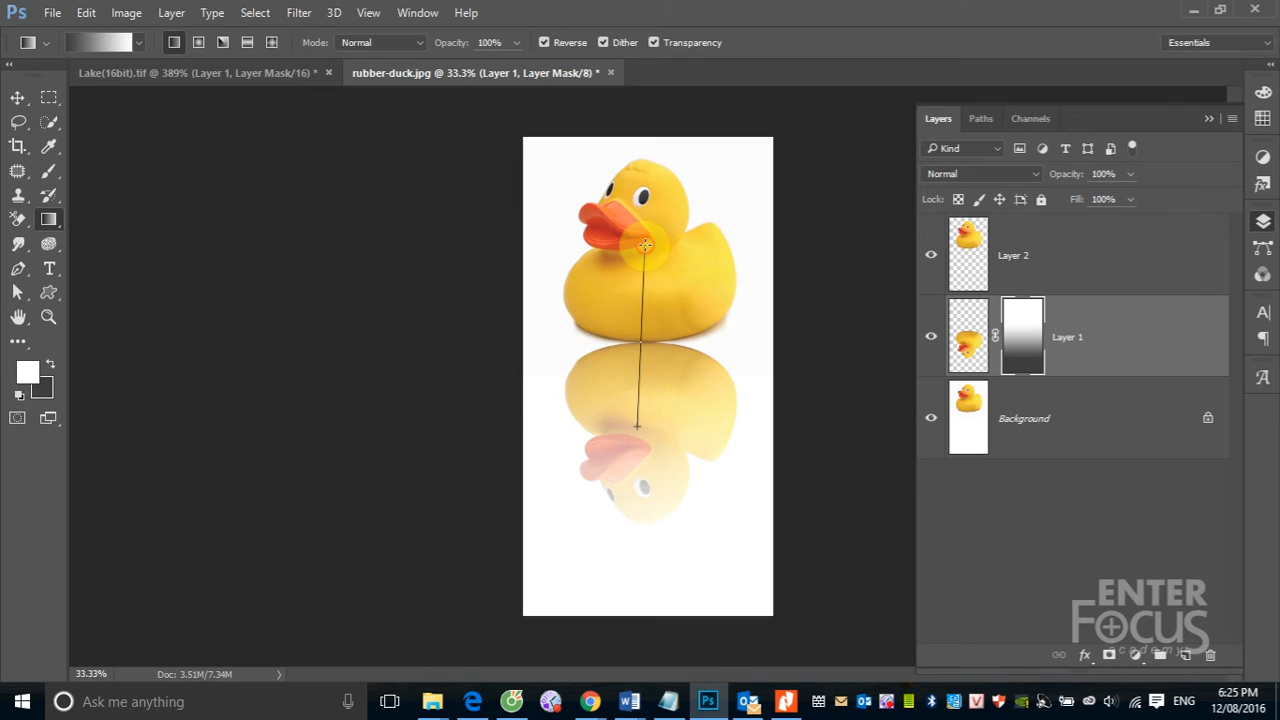 Ps File Edit Image Layer Type Select Filter 3D View Window Help
Mode: Normal Opacity: 100% Reverse Dither Transparency Essentials
Lake(16bit).tif @ 389% (Layer 1, Layer Mask/16) * × rubber-duck.jpg @ 33.3% (Layer 1, Layer Mask/8) * ×
Layers Paths Channels
Kind
Normal Opacity: 100%
Lock: Fill: 100%
Layer 2
Layer 1
Background
ENTER
FOCUS
academy
33.33% Doc: 3.51M/7.34M
Ask me anything
ENG
6:25 PM
12/08/2016